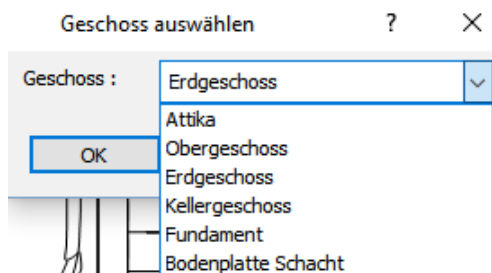 Geschoss auswählen ?
Geschoss : Erdgeschoss
Attika
OK Obergeschoss
Erdgeschoss
Kellergeschoss
Fundament
Bodenplatte Schacht